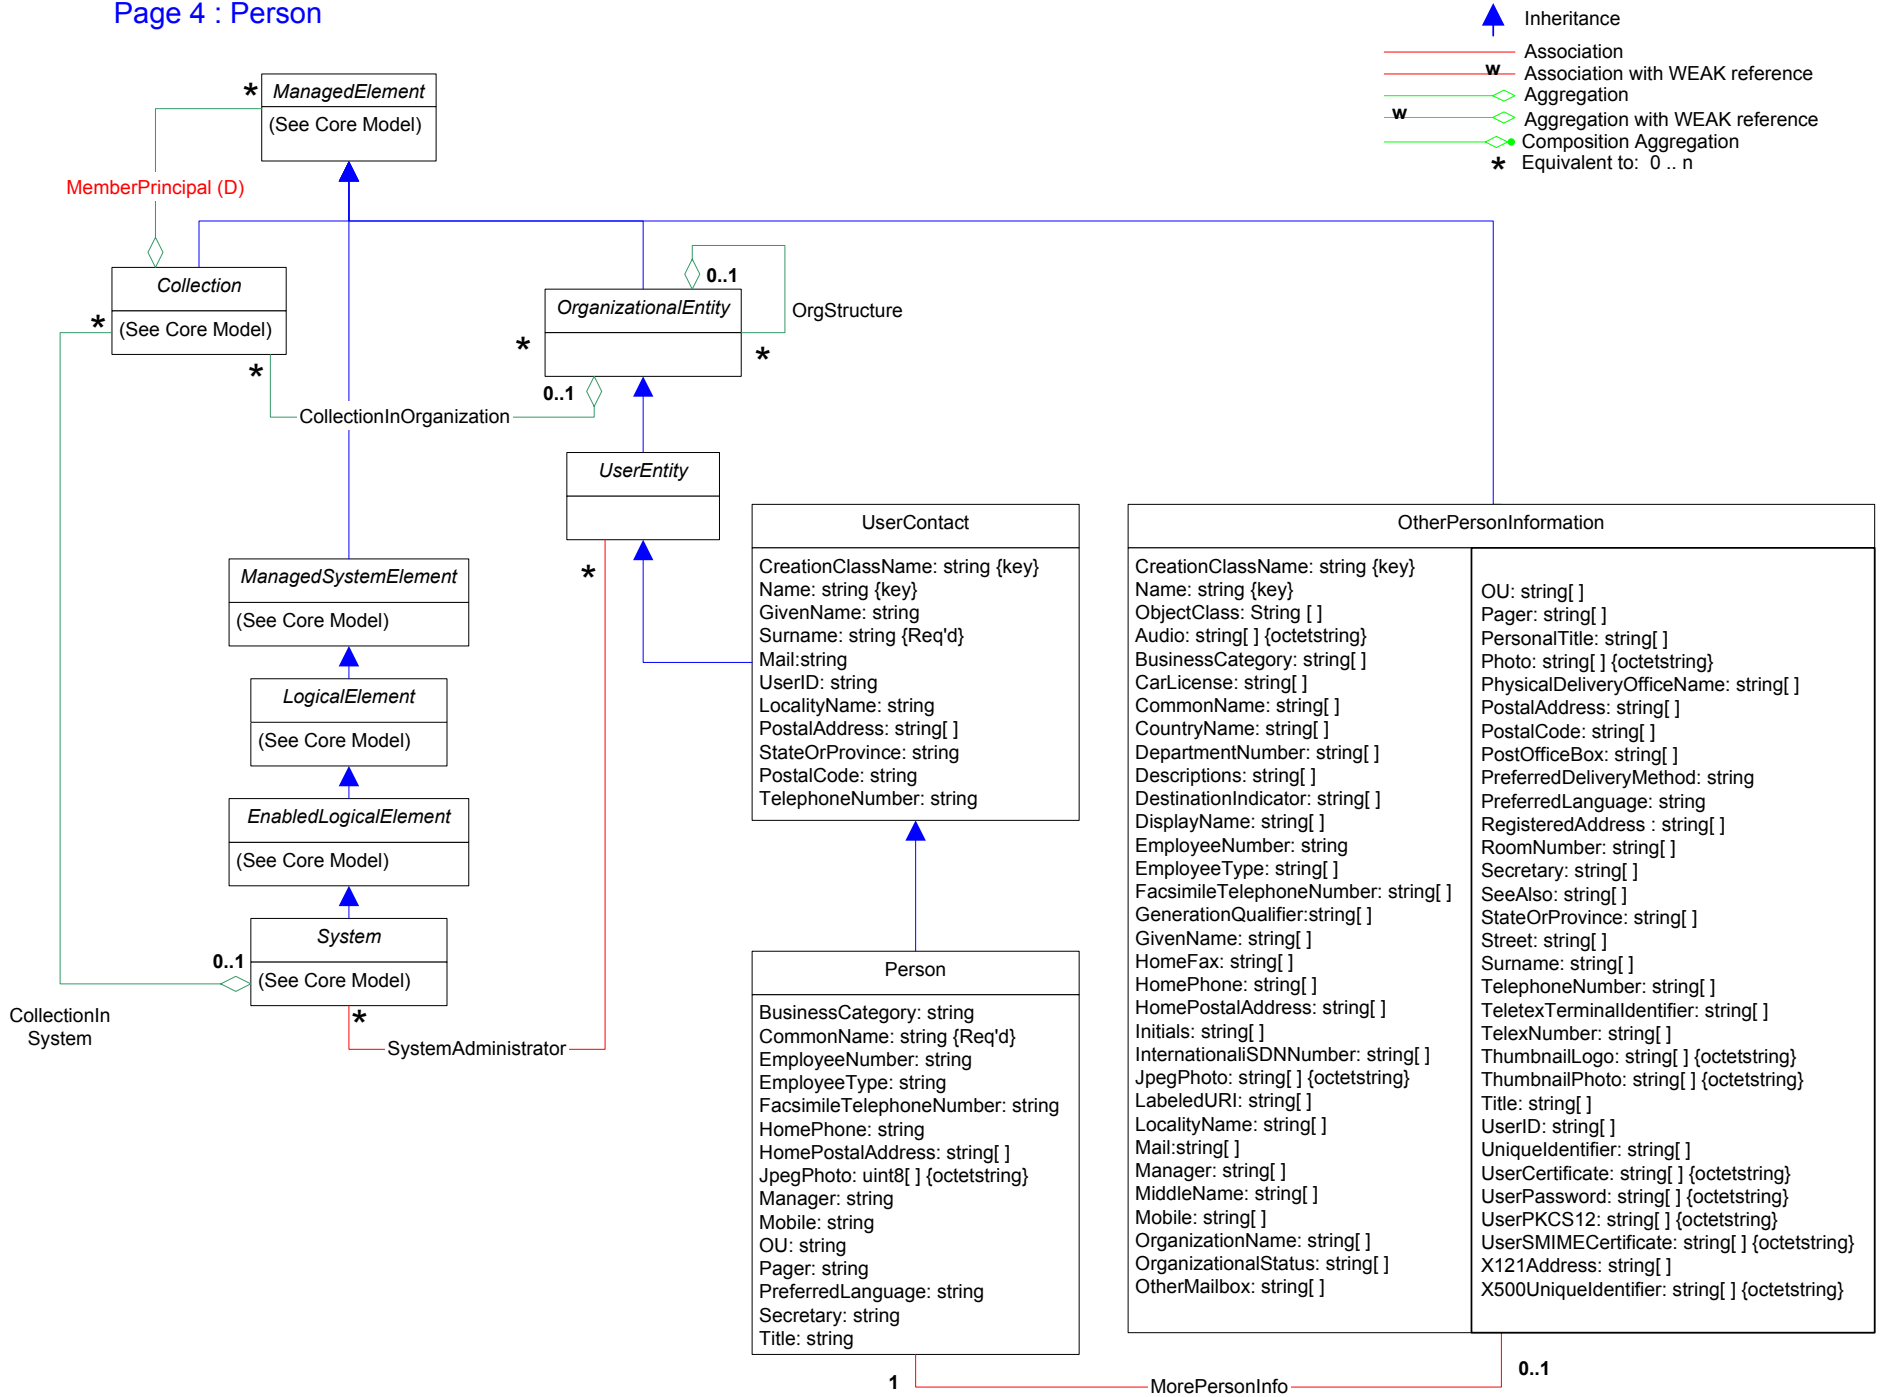 Page 4 : Person
Inheritance
Association
w
Association with WEAK reference
Aggregation
w
Aggregation with WEAK reference
Composition Aggregation
* Equivalent to: 0 .. n
*
ManagedElement
(See Core Model)
MemberPrincipal (D)
Collection
(See Core Model)
*
*
0..1
OrganizationalEntity
OrgStructure
*
*
0..1
CollectionInOrganization
UserEntity
*
ManagedSystemElement
(See Core Model)
LogicalElement
(See Core Model)
EnabledLogicalElement
(See Core Model)
System
(See Core Model)
0..1
*
CollectionIn
System
SystemAdministrator
UserContact
CreationClassName: string {key}
Name: string {key}
GivenName: string
Surname: string {Req'd}
Mail:string
UserID: string
LocalityName: string
PostalAddress: string[ ]
StateOrProvince: string
PostalCode: string
TelephoneNumber: string
Person
BusinessCategory: string
CommonName: string {Req'd}
EmployeeNumber: string
EmployeeType: string
FacsimileTelephoneNumber: string
HomePhone: string
HomePostalAddress: string[ ]
JpegPhoto: uint8[ ] {octetstring}
Manager: string
Mobile: string
OU: string
Pager: string
PreferredLanguage: string
Secretary: string
Title: string
OtherPersonInformation
CreationClassName: string {key}
Name: string {key}
ObjectClass: String [ ]
Audio: string[ ] {octetstring}
BusinessCategory: string[ ]
CarLicense: string[ ]
CommonName: string[ ]
CountryName: string[ ]
DepartmentNumber: string[ ]
Descriptions: string[ ]
DestinationIndicator: string[ ]
DisplayName: string[ ]
EmployeeNumber: string
EmployeeType: string[ ]
FacsimileTelephoneNumber: string[ ]
GenerationQualifier:string[ ]
GivenName: string[ ]
HomeFax: string[ ]
HomePhone: string[ ]
HomePostalAddress: string[ ]
Initials: string[ ]
InternationaliSDNNumber: string[ ]
JpegPhoto: string[ ] {octetstring}
LabeledURI: string[ ]
LocalityName: string[ ]
Mail:string[ ]
Manager: string[ ]
MiddleName: string[ ]
Mobile: string[ ]
OrganizationName: string[ ]
OrganizationalStatus: string[ ]
OtherMailbox: string[ ]
OU: string[ ]
Pager: string[ ]
PersonalTitle: string[ ]
Photo: string[ ] {octetstring}
PhysicalDeliveryOfficeName: string[ ]
PostalAddress: string[ ]
PostalCode: string[ ]
PostOfficeBox: string[ ]
PreferredDeliveryMethod: string
PreferredLanguage: string
RegisteredAddress : string[ ]
RoomNumber: string[ ]
Secretary: string[ ]
SeeAlso: string[ ]
StateOrProvince: string[ ]
Street: string[ ]
Surname: string[ ]
TelephoneNumber: string[ ]
TeletexTerminalIdentifier: string[ ]
TelexNumber: string[ ]
ThumbnailLogo: string[ ] {octetstring}
ThumbnailPhoto: string[ ] {octetstring}
Title: string[ ]
UserID: string[ ]
UniqueIdentifier: string[ ]
UserCertificate: string[ ] {octetstring}
UserPassword: string[ ] {octetstring}
UserPKCS12: string[ ] {octetstring}
UserSMIMECertificate: string[ ] {octetstring}
X121Address: string[ ]
X500UniqueIdentifier: string[ ] {octetstring}
1
MorePersonInfo
0..1